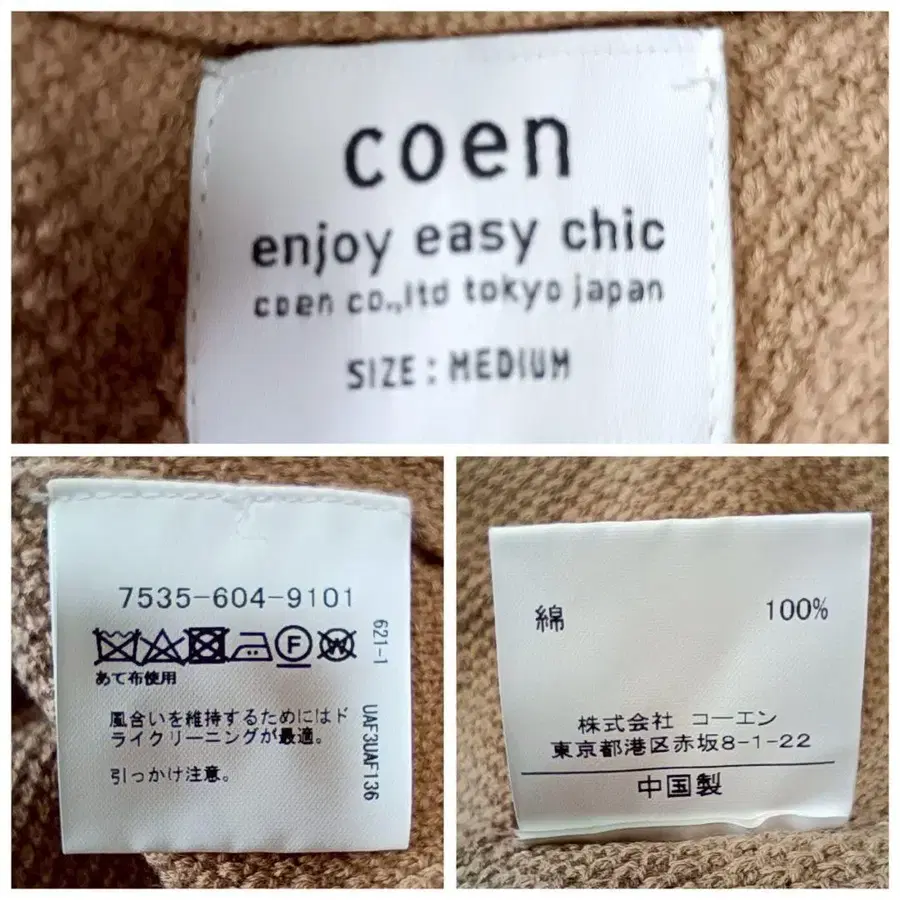 coen
enjoy easy chic
coen co.,ltd tokyo japan
SIZE : MEDIUM
7535-604-9101
F W
あて布使用
風合いを維持するためにはド
ライクリーニングが最適。
引っかけ注意。
621-1
UAF3UAF136
綿 100%
株式会社 コーエン
東京都港区赤坂8-1-22
中国製